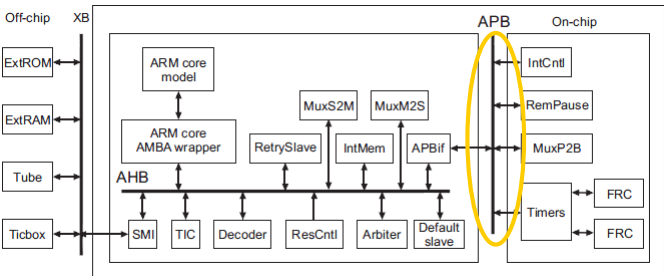 Off-chip XB APB On-chip
ExtROM
ExtRAM
Tube
Ticbox
ARM core
model
ARM core
AMBA wrapper
MuxS2M MuxM2S
RetrySlave IntMem APBif
AHB
SMI TIC Decoder ResCntl Arbiter Default
slave
IntCntl
RemPause
MuxP2B
Timers
FRC
FRC